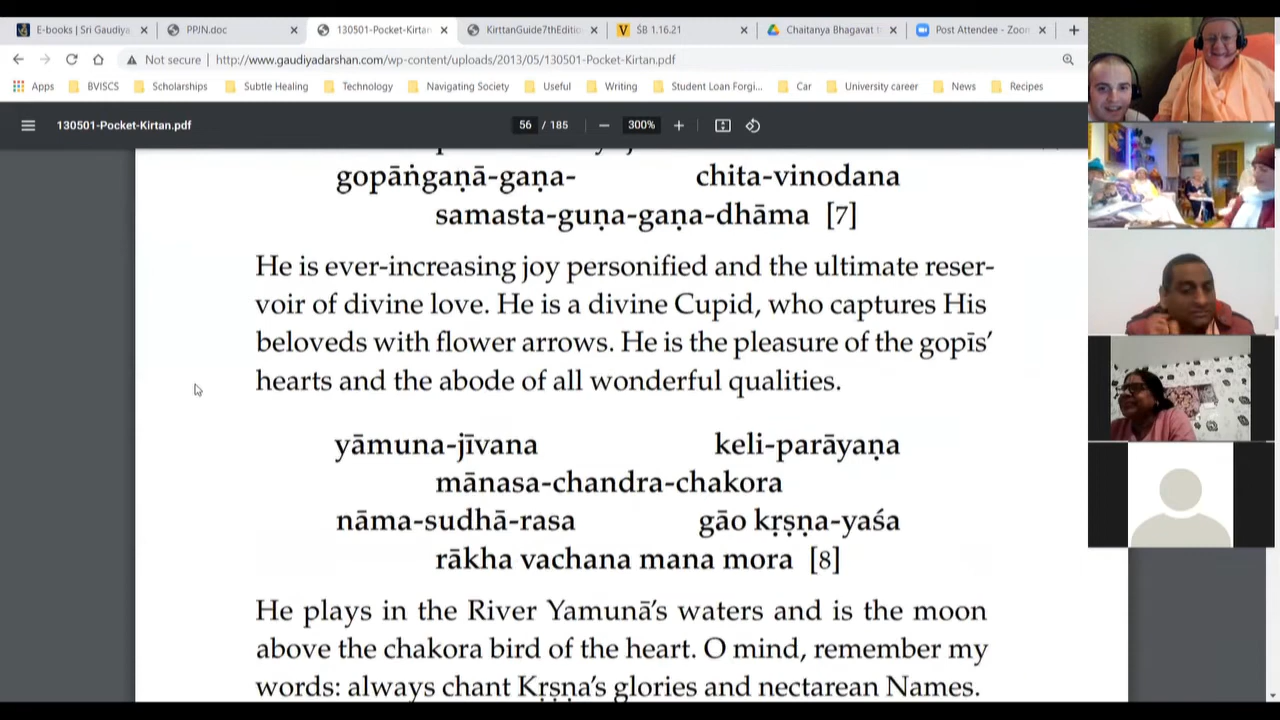 E-books | Sri Gaudiya
PPJN.doc
130501-Pocket-Kirtan
KirttanGuide7thEditio
ŚB 1.16.21
Chaitanya Bhagavat
Post Attendee - Zoom
Not secure | http://www.gaudiyadarshan.com/wp-content/uploads/2013/05/130501-Pocket-Kirtan.pdf
Apps BVISCS Scholarships Subtle Healing Technology Navigating Society Useful Writing Student Loan Forgi... Car University career News Recipes
130501-Pocket-Kirtan.pdf 56 / 185 300%
gopāṅgaṇā-gaṇa- chita-vinodana
samasta-guṇa-gaṇa-dhāma [7]
He is ever-increasing joy personified and the ultimate reser-
voir of divine love. He is a divine Cupid, who captures His
beloveds with flower arrows. He is the pleasure of the gopīs’
hearts and the abode of all wonderful qualities.
yāmuna-jīvana keli-parāyaṇa
mānasa-chandra-chakora
nāma-sudhā-rasa gāo kṛṣṇa-yaśa
rākha vachana mana mora [8]
He plays in the River Yamunā’s waters and is the moon
above the chakora bird of the heart. O mind, remember my
words: always chant Kṛṣṇa’s glories and nectarean Names.